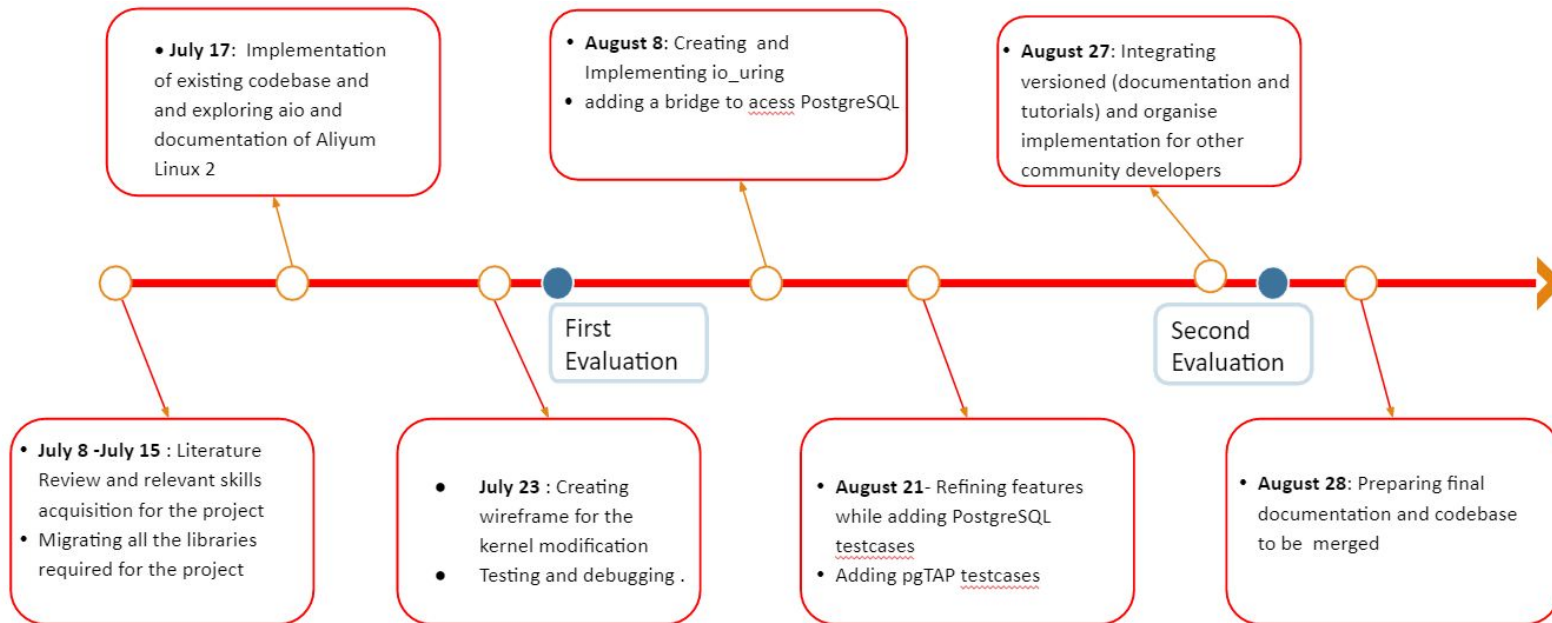 • July 17: Implementation
of existing codebase and
and exploring aio and
documentation of Aliyum
Linux 2
• August 8: Creating and
Implementing io_uring
• adding a bridge to acess PostgreSQL
• August 27: Integrating
versioned (documentation and
tutorials) and organise
implementation for other
community developers
First
Evaluation
Second
Evaluation
• July 8 -July 15 : Literature
Review and relevant skills
acquisition for the project
• Migrating all the libraries
required for the project
● July 23 : Creating
wireframe for the
kernel modification
● Testing and debugging .
• August 21- Refining features
while adding PostgreSQL
testcases
• Adding pgTAP testcases
• August 28: Preparing final
documentation and codebase
to be merged